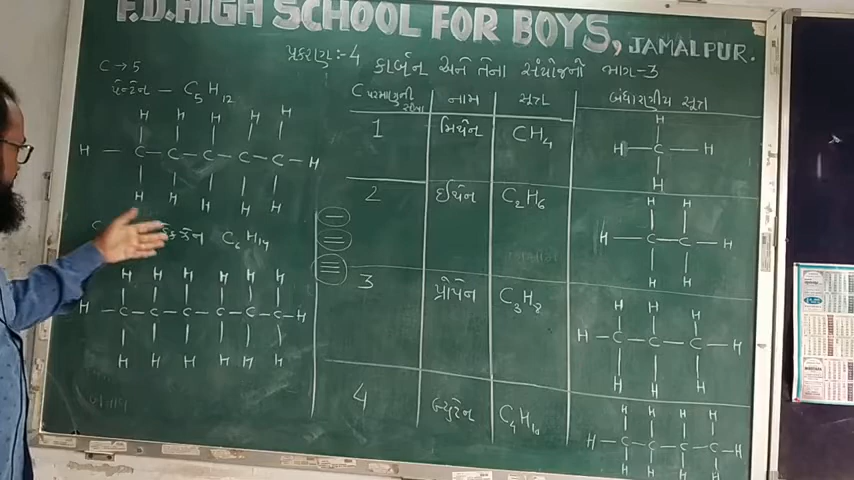 F.D.HIGH SCHOOL FOR BOYS, JAMALPUR.
પ્રકરણ:-4 કાર્બન અને તેના સંયોજનો ભાગ-3
C → 5
પેન્ટેન - C5H12
H H H H H
H - C - C - C - C - C - H
H H H H H
હેક્ઝેન C6H14
H H H H H H
H - C - C - C - C - C - C - H
H H H H H H
C પરમાણુની સંખ્યા નામ સૂત્ર બંધારણીય સૂત્ર
1 મિથેન CH4
H
H - C - H
H
2 ઈથેન C2H6
H H
H - C - C - H
H H
3 પ્રોપેન C3H8
H H H
H - C - C - C - H
H H H
4 બ્યુટેન C4H10
H H H H
H - C - C - C - C - H
H H H H